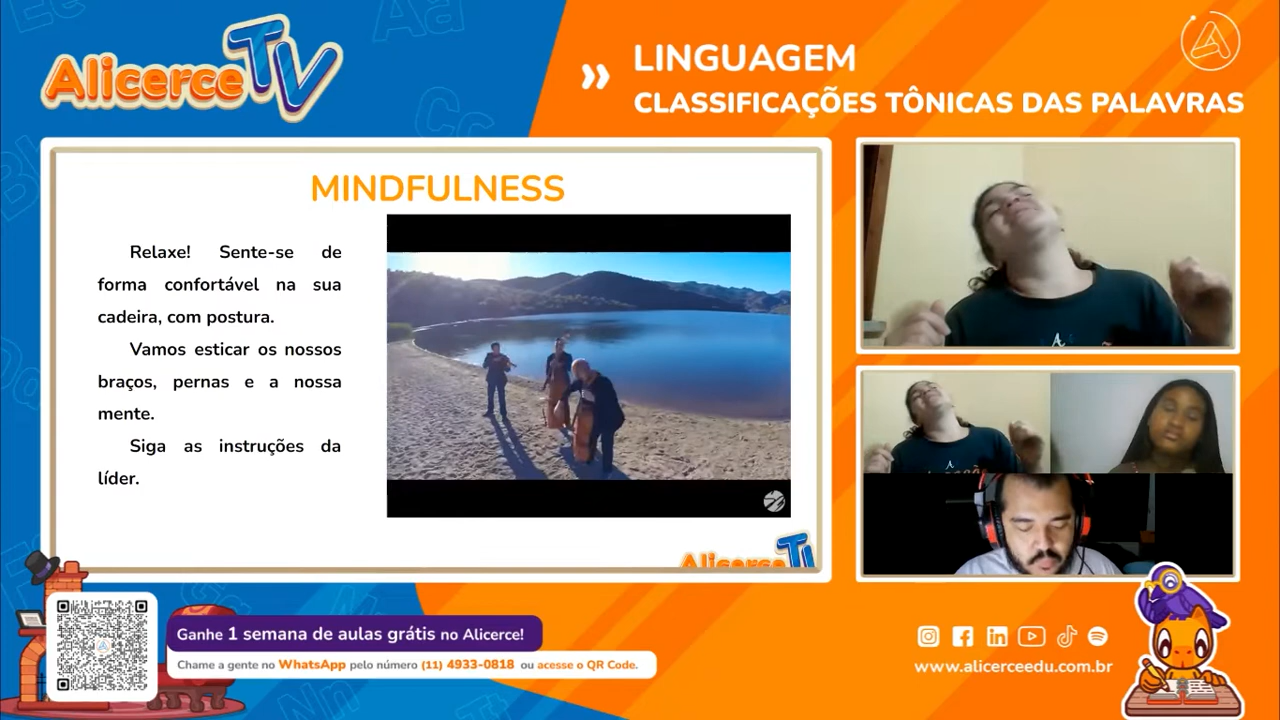 Alicerce TV
LINGUAGEM
CLASSIFICAÇÕES TÔNICAS DAS PALAVRAS
MINDFULNESS
Relaxe! Sente-se de
forma confortável na sua
cadeira, com postura.
Vamos esticar os nossos
braços, pernas e a nossa
mente.
Siga as instruções da
líder.
Ganhe 1 semana de aulas grátis no Alicerce!
Chame a gente no WhatsApp pelo número (11) 4933-0818 ou acesse o QR Code.
www.alicerceedu.com.br